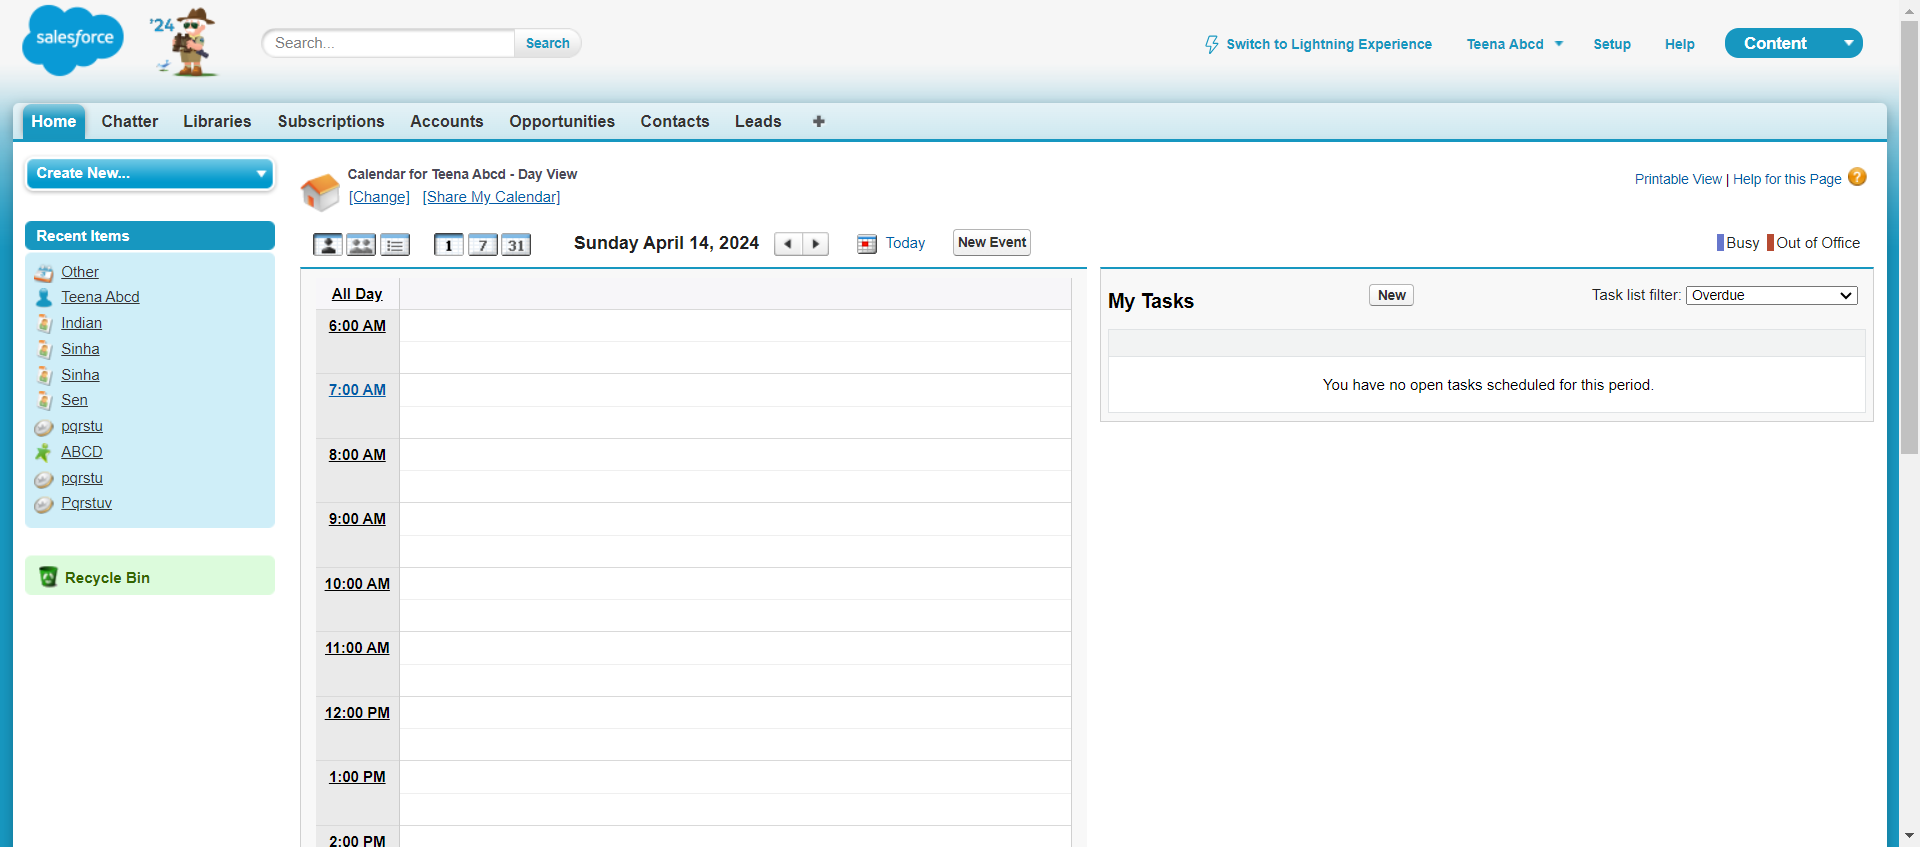 salesforce
'24
Search...
Search
Switch to Lightning Experience
Teena Abcd
Setup
Help
Content
Home
Chatter
Libraries
Subscriptions
Accounts
Opportunities
Contacts
Leads
Create New...
Recent Items
Other
Teena Abcd
Indian
Sinha
Sinha
Sen
pqrstu
ABCD
pqrstu
Pqrstuv
Recycle Bin
Calendar for Teena Abcd - Day View
[Change] [Share My Calendar]
Printable View | Help for this Page ?
1
7
31
Sunday April 14, 2024
Today
New Event
Busy
Out of Office
All Day
6:00 AM
7:00 AM
8:00 AM
9:00 AM
10:00 AM
11:00 AM
12:00 PM
1:00 PM
2:00 PM
My Tasks
New
Task list filter: Overdue
You have no open tasks scheduled for this period.